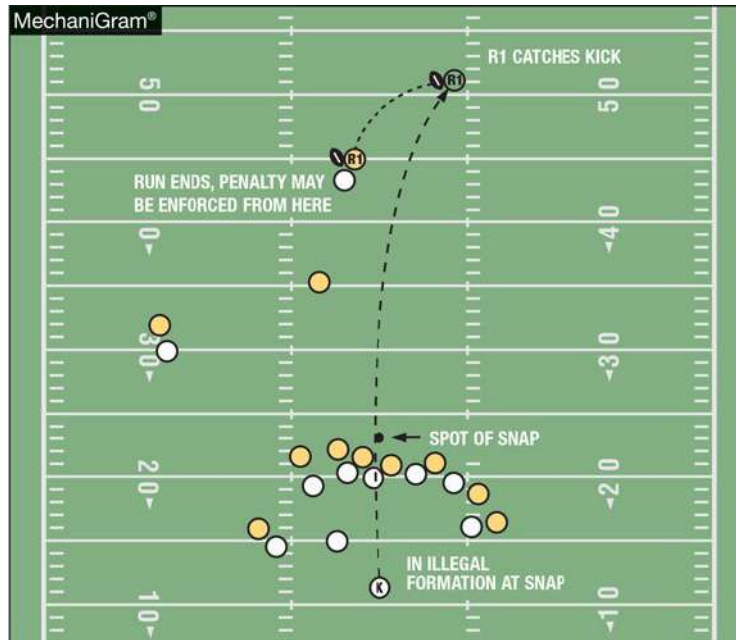 MechaniGram®
R1
R1 CATCHES KICK
50
50
R1
RUN ENDS, PENALTY MAY
BE ENFORCED FROM HERE
0
40
30
30
SPOT OF SNAP
20
20
IN ILLEGAL
FORMATION AT SNAP
K
10
10